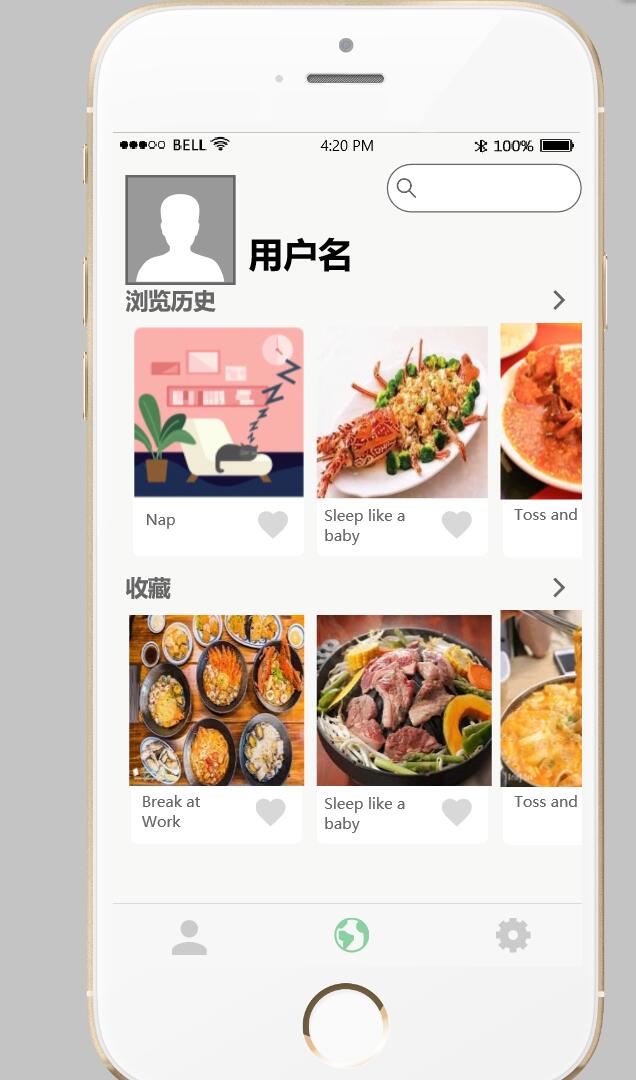 BELL 4:20 PM 100%
用户名
浏览历史
Nap
Sleep like a
baby
Toss and
收藏
Break at
Work
Sleep like a
baby
Toss and